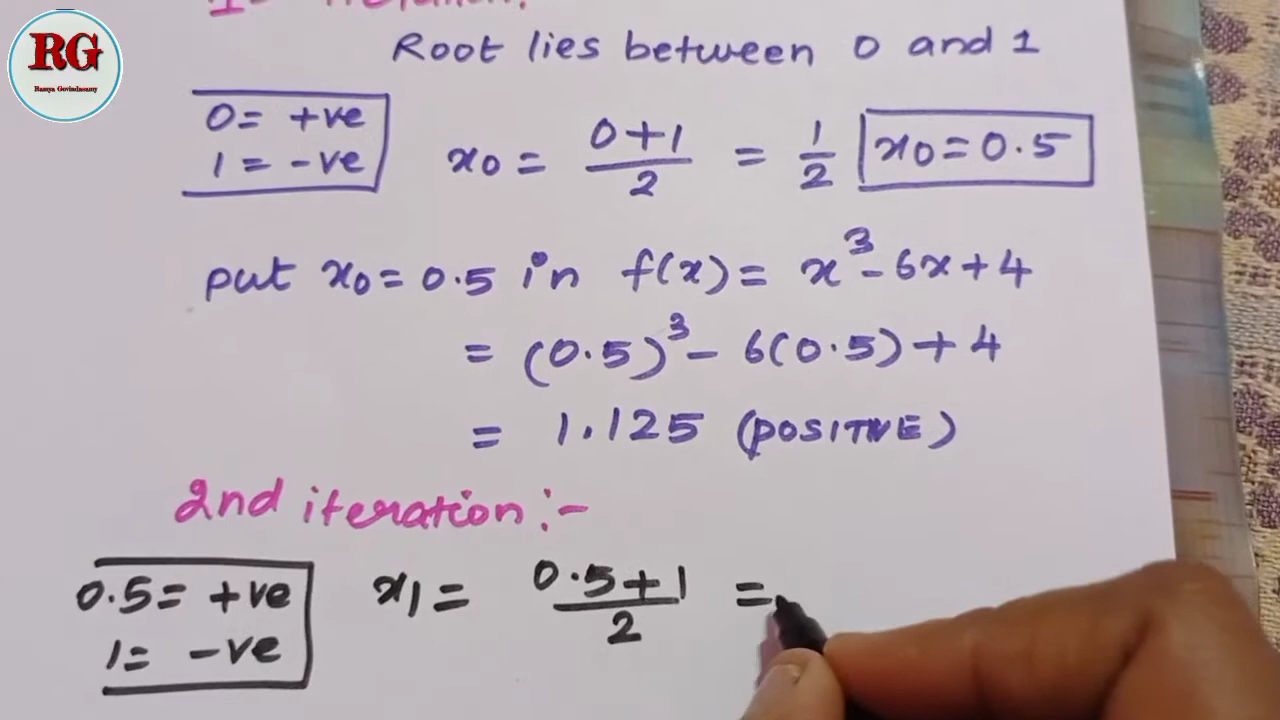 RG
Ramya Govindasamy
Root lies between 0 and 1
0 = +ve
1 = -ve
x₀ = (0+1)/2 = 1/2 x₀ = 0.5
put x₀ = 0.5 in f(x) = x³ - 6x + 4
= (0.5)³ - 6(0.5) + 4
= 1.125 (POSITIVE)
2nd iteration :-
0.5 = +ve
1 = -ve
x₁ = (0.5+1)/2 =